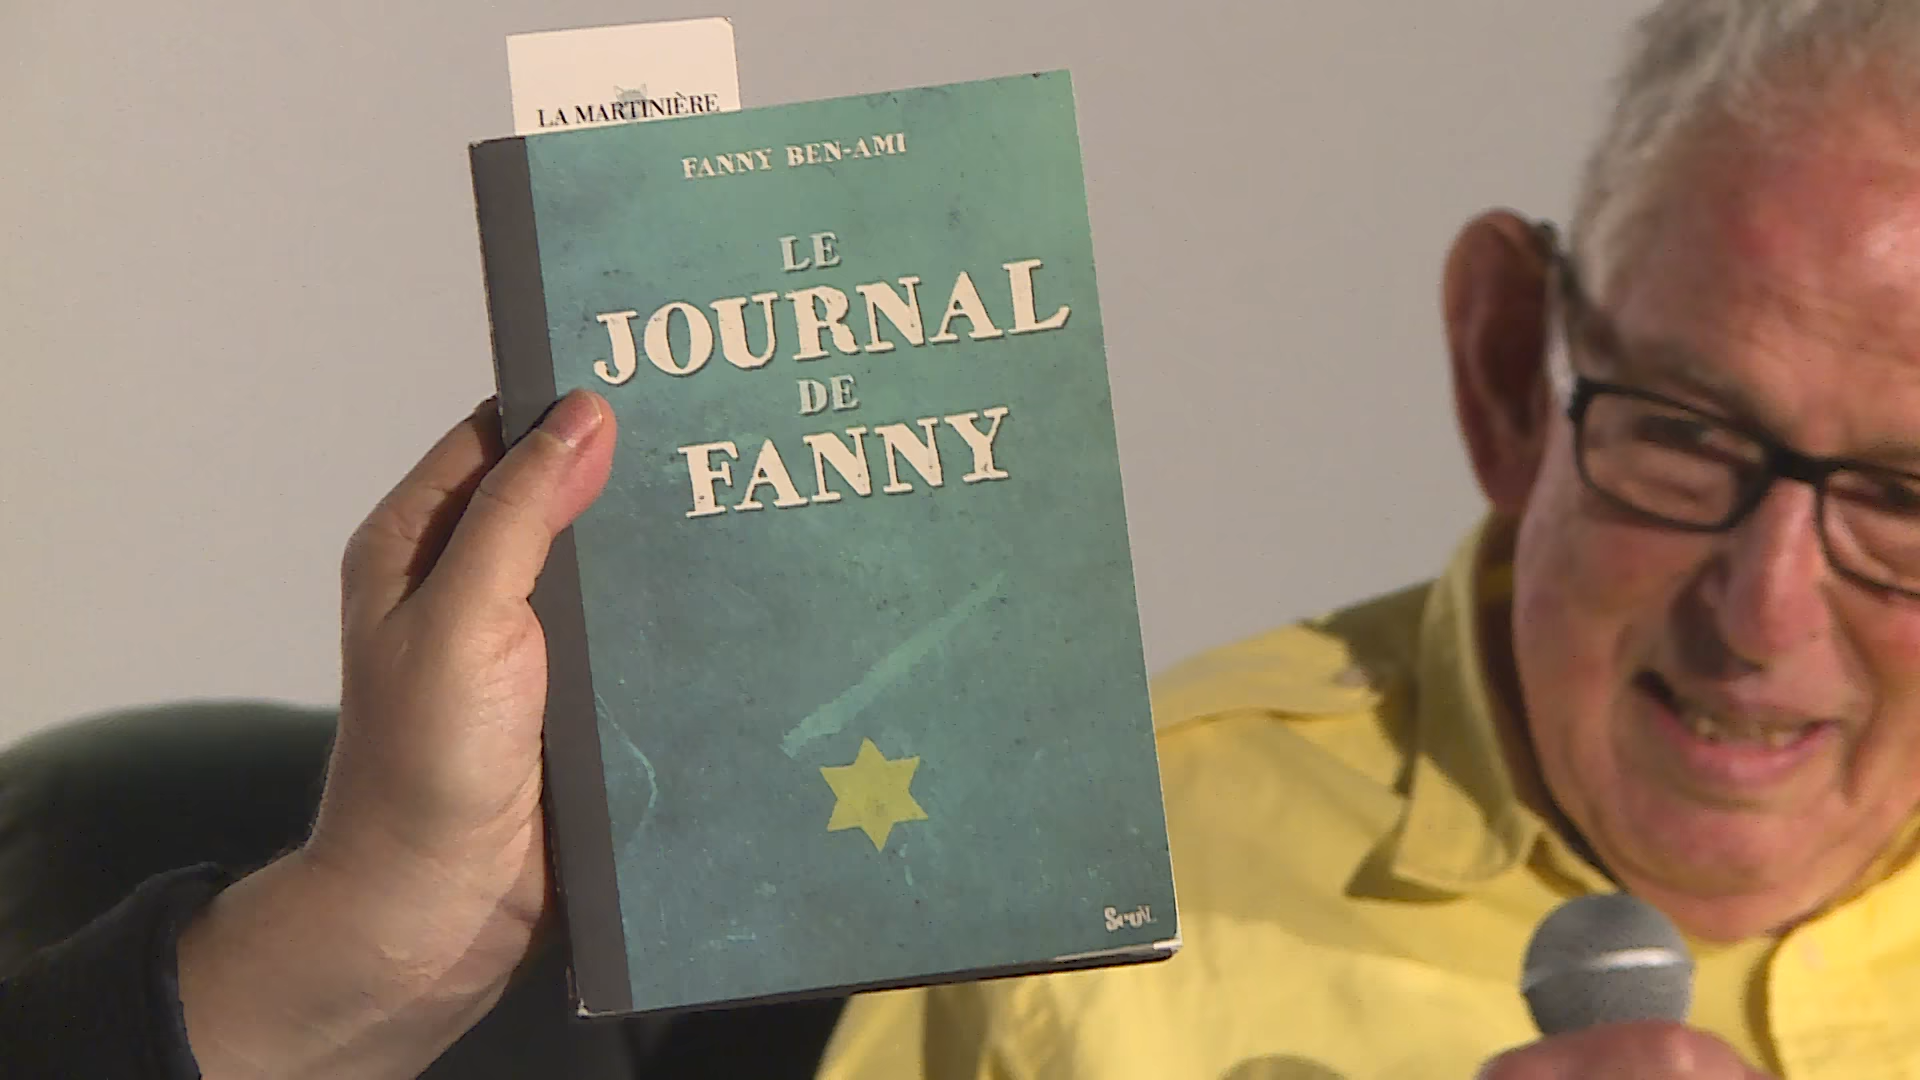 LA MARTINIÈRE
FANNY BEN-AMI
LE
JOURNAL
DE
FANNY
Seuil